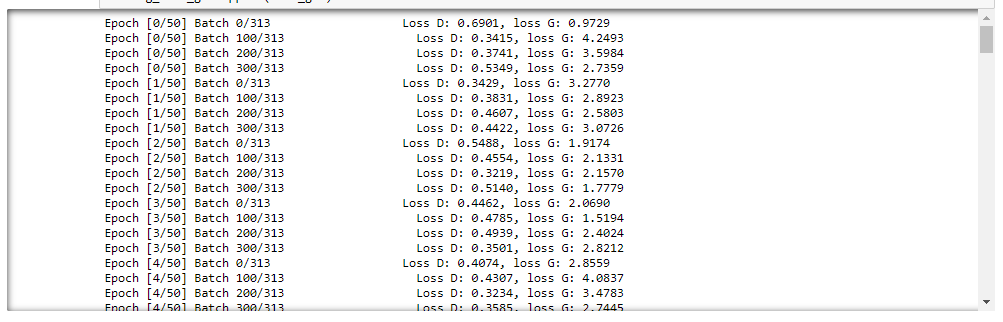 Epoch [0/50] Batch 0/313 Loss D: 0.6901, loss G: 0.9729
Epoch [0/50] Batch 100/313 Loss D: 0.3415, loss G: 4.2493
Epoch [0/50] Batch 200/313 Loss D: 0.3741, loss G: 3.5984
Epoch [0/50] Batch 300/313 Loss D: 0.5349, loss G: 2.7359
Epoch [1/50] Batch 0/313 Loss D: 0.3429, loss G: 3.2770
Epoch [1/50] Batch 100/313 Loss D: 0.3831, loss G: 2.8923
Epoch [1/50] Batch 200/313 Loss D: 0.4607, loss G: 2.5803
Epoch [1/50] Batch 300/313 Loss D: 0.4422, loss G: 3.0726
Epoch [2/50] Batch 0/313 Loss D: 0.5488, loss G: 1.9174
Epoch [2/50] Batch 100/313 Loss D: 0.4554, loss G: 2.1331
Epoch [2/50] Batch 200/313 Loss D: 0.3219, loss G: 2.1570
Epoch [2/50] Batch 300/313 Loss D: 0.5140, loss G: 1.7779
Epoch [3/50] Batch 0/313 Loss D: 0.4462, loss G: 2.0690
Epoch [3/50] Batch 100/313 Loss D: 0.4785, loss G: 1.5194
Epoch [3/50] Batch 200/313 Loss D: 0.4939, loss G: 2.4024
Epoch [3/50] Batch 300/313 Loss D: 0.3501, loss G: 2.8212
Epoch [4/50] Batch 0/313 Loss D: 0.4074, loss G: 2.8559
Epoch [4/50] Batch 100/313 Loss D: 0.4307, loss G: 4.0837
Epoch [4/50] Batch 200/313 Loss D: 0.3234, loss G: 3.4783
Epoch [4/50] Batch 300/313 Loss D: 0.3585, loss G: 2.7445